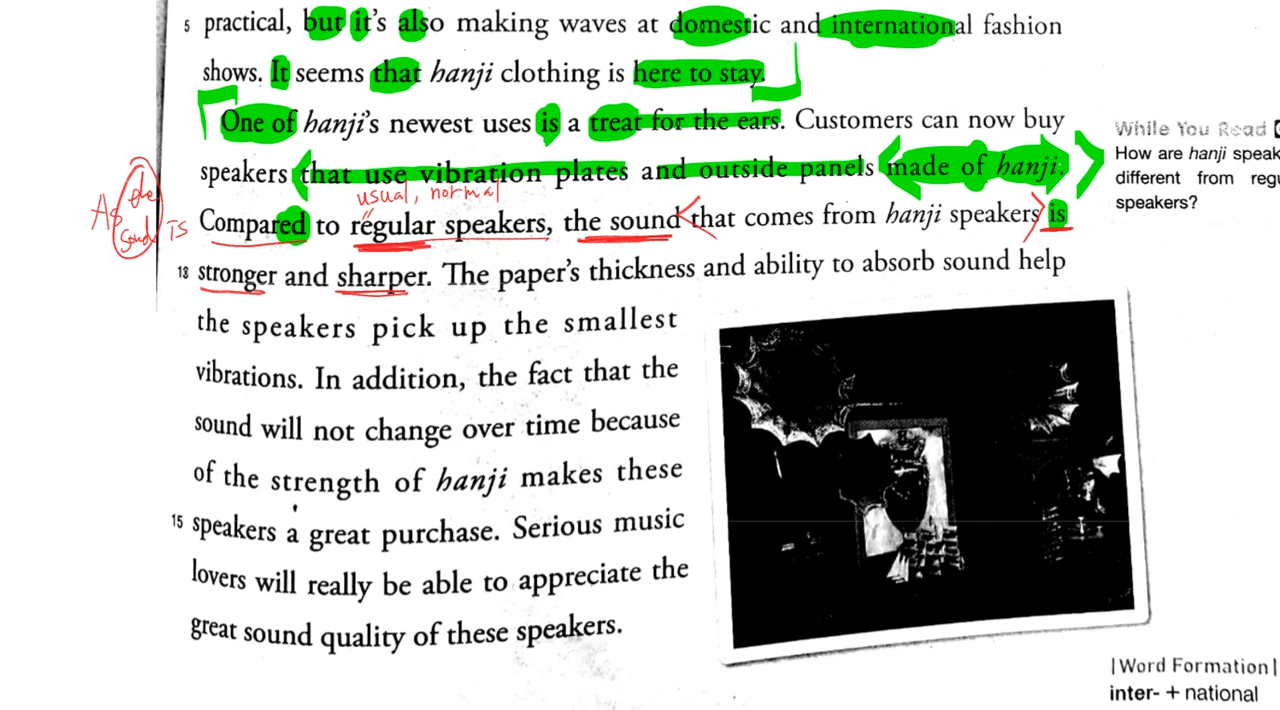 5 practical, but it's also making waves at domestic and international fashion
shows. It seems that hanji clothing is here to stay.
One of hanji's newest uses is a treat for the ears. Customers can now buy
speakers that use vibration plates and outside panels made of hanji.
usual, normal
As the sound is
Compared to regular speakers, the sound that comes from hanji speakers is
18 stronger and sharper. The paper's thickness and ability to absorb sound help
the speakers pick up the smallest
vibrations. In addition, the fact that the
sound will not change over time because
of the strength of hanji makes these
15 speakers a great purchase. Serious music
lovers will really be able to appreciate the
great sound quality of these speakers.
While You Read
How are hanji
different from
speakers?
|Word Formation|
inter- + national